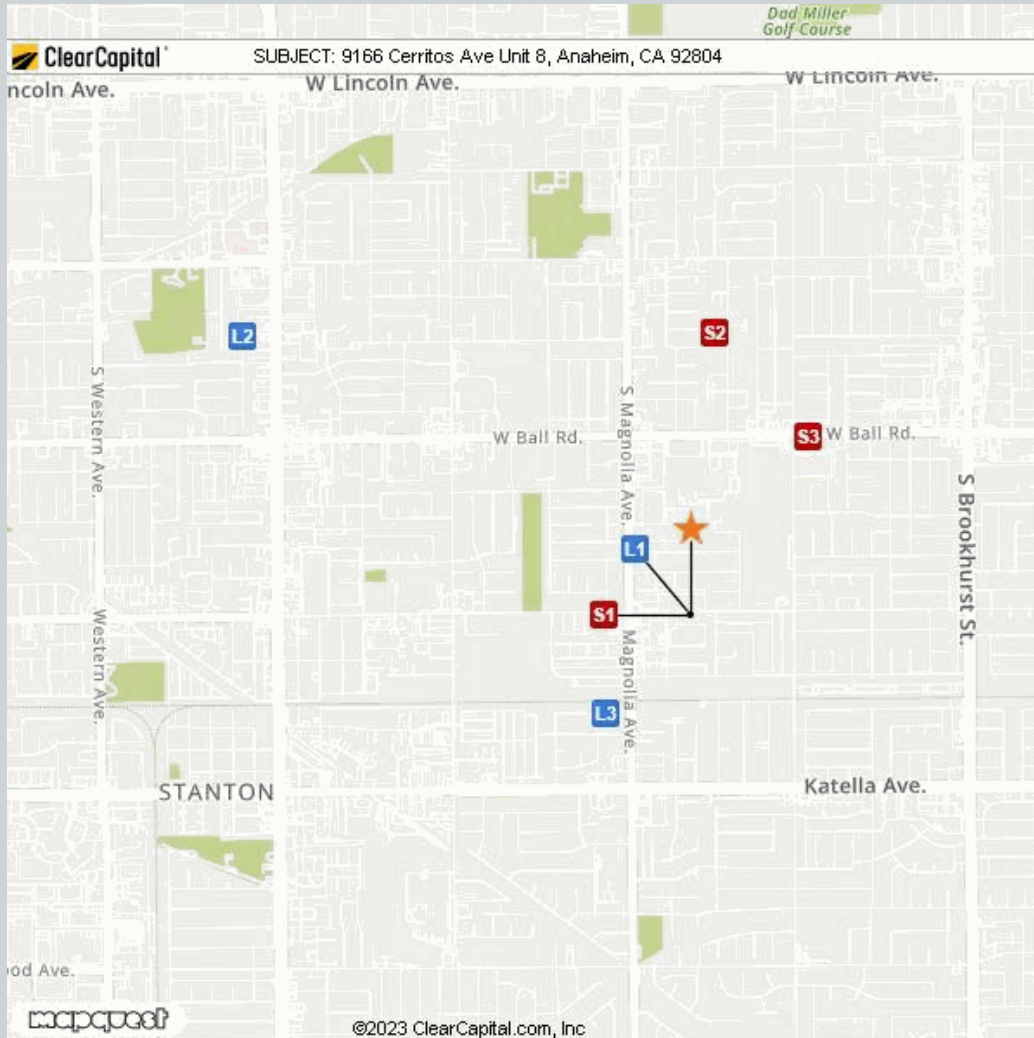 Dad Miller
Golf Course
ClearCapital
SUBJECT: 9166 Cerritos Ave Unit 8, Anaheim, CA 92804
ncoln Ave.
W Lincoln Ave.
W Lincoln Ave.
L2
S2
S Western Ave.
S Magnolia Ave.
W Ball Rd.
S3
W Ball Rd.
S Brookhurst St.
L1
S1
Western Ave.
Magnolia Ave.
L3
STANTON
Katella Ave.
ood Ave.
mapquest
©2023 ClearCapital.com, Inc